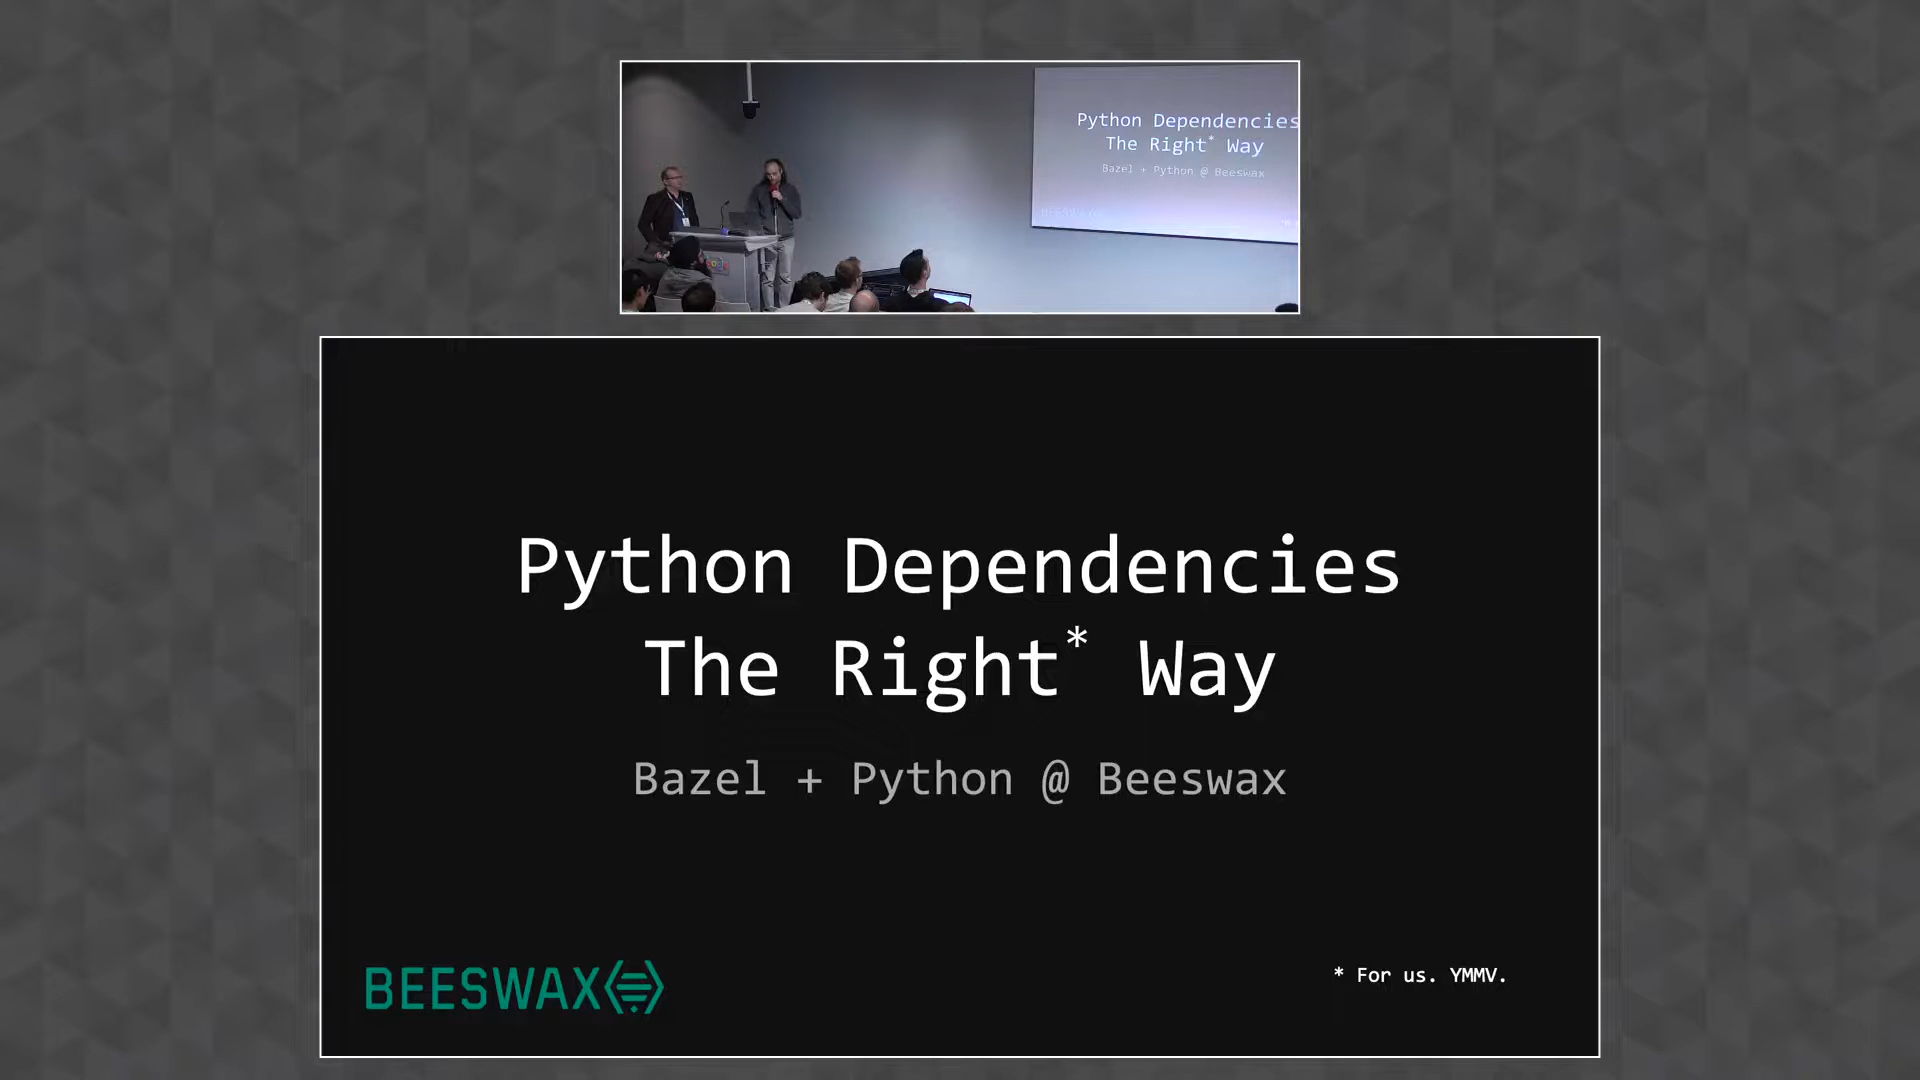 Python Dependencies
The Right* Way
Bazel + Python @ Beeswax
Python Dependencies
The Right* Way
Bazel + Python @ Beeswax
BEESWAX
* For us. YMMV.